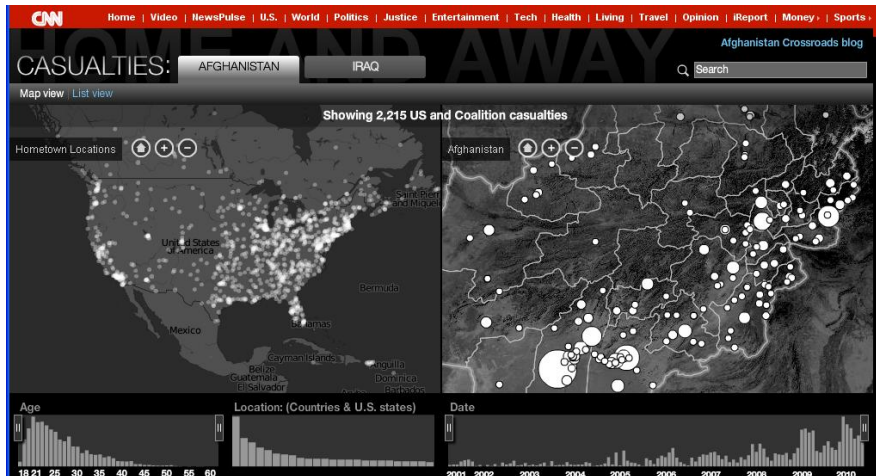 CNN Home | Video | NewsPulse | U.S. | World | Politics | Justice | Entertainment | Tech | Health | Living | Travel | Opinion | iReport | Money › | Sports ›
HOME AND AWAY
Afghanistan Crossroads blog
CASUALTIES: AFGHANISTAN IRAQ
Search
Map view | List view
Showing 2,215 US and Coalition casualties
Hometown Locations
Afghanistan
Saint Pierre
and Miquel
United States
of America
Bermuda
Mexico
Bahamas
Cayman Islands
Anguilla
Belize
Guatemala
Dominica
El Salvador
Barbados
Age
Location: (Countries & U.S. states)
Date
18 21 25 30 35 40 45 50 55 60
2001 2002 2003 2004 2005 2006 2007 2008 2009 2010